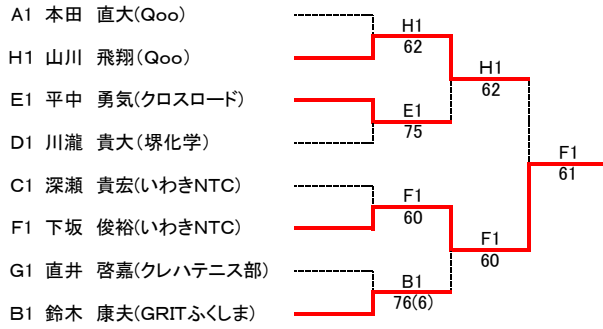 A1 本田 直大(Qoo)
H1 山川 飛翔(Qoo)
E1 平中 勇気(クロスロード)
D1 川瀧 貴大(堺化学)
C1 深瀬 貴宏(いわきNTC)
F1 下坂 俊裕(いわきNTC)
G1 直井 啓嘉(クレハテニス部)
B1 鈴木 康夫(GRITふくしま)
H1
62
E1
75
F1
60
B1
76(6)
H1
62
F1
60
F1
61